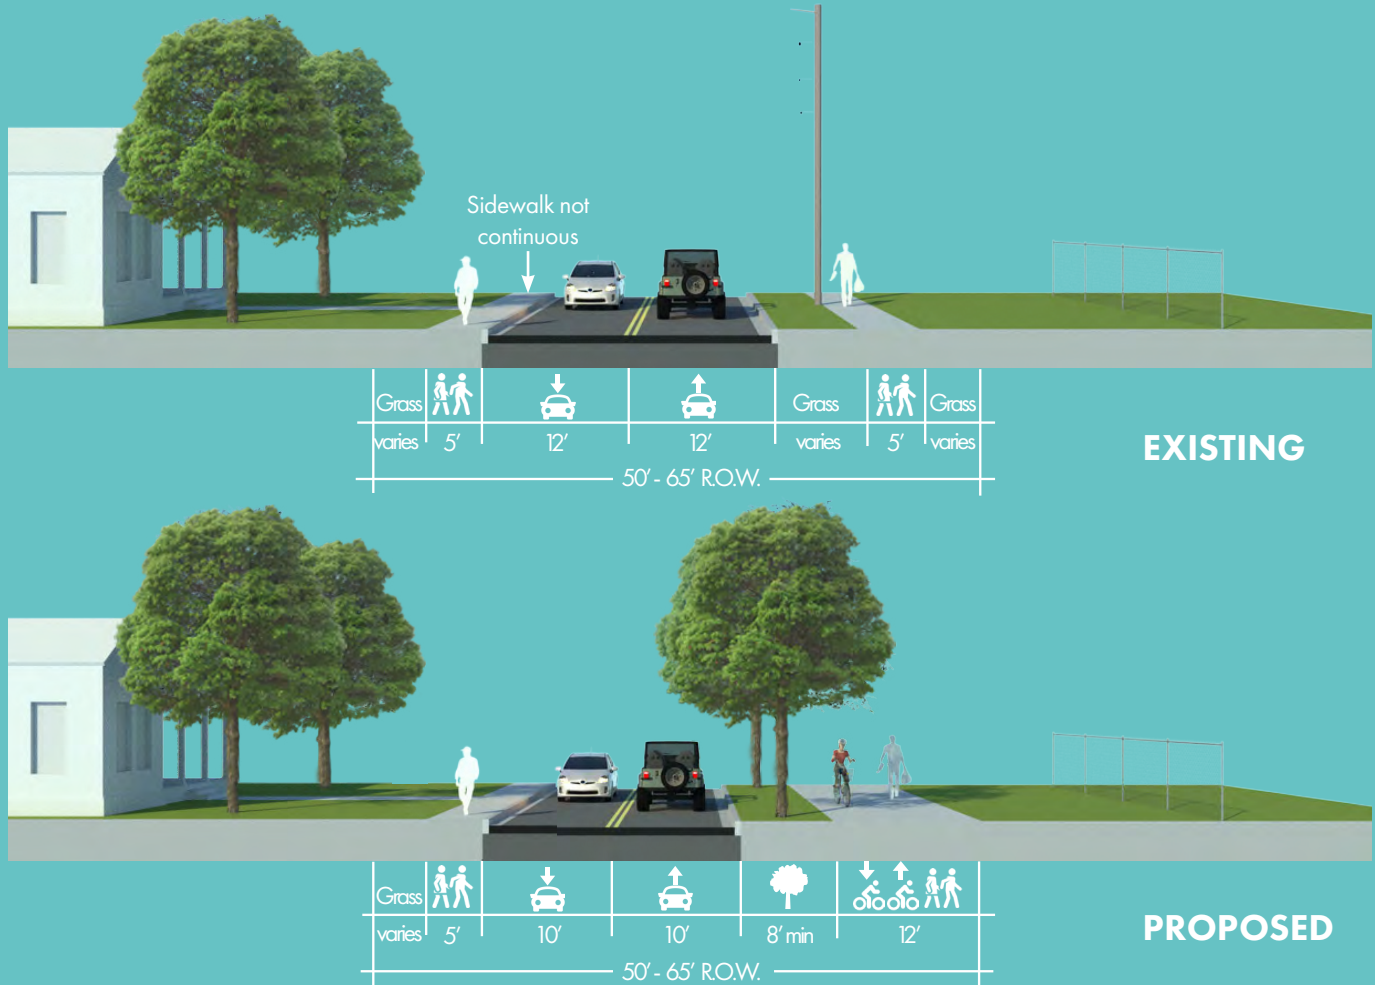 Sidewalk not
continuous
Grass Grass Grass
varies 5' 12' 12' varies 5' varies
50' - 65' R.O.W.
EXISTING
Grass
varies 5' 10' 10' 8' min 12'
50' - 65' R.O.W.
PROPOSED